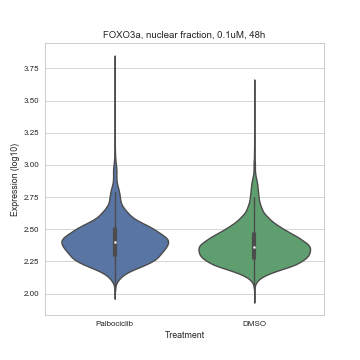 FOXO3a, nuclear fraction, 0.1uM, 48h
3.75
3.50
3.25
3.00
2.75
2.50
2.25
2.00
Expression (log10)
Palbociclib
DMSO
Treatment